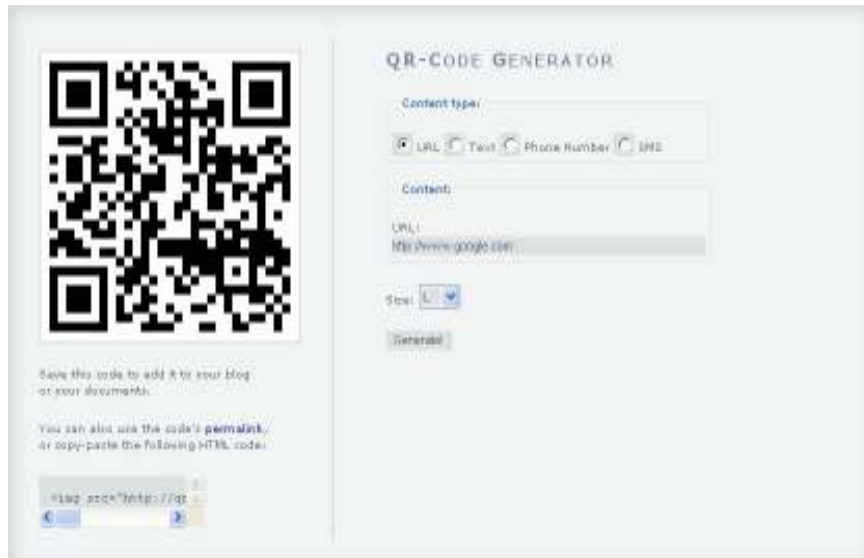 QR-CODE GENERATOR
Content type:
URL Text Phone Number SMS
Content:
URL:
http://www.google.com
Size: L
Generate!
Save this code to add it to your blog
or your documents.
You can also use the code's permalink,
or copy-paste the following HTML code:
<img src="http://qr